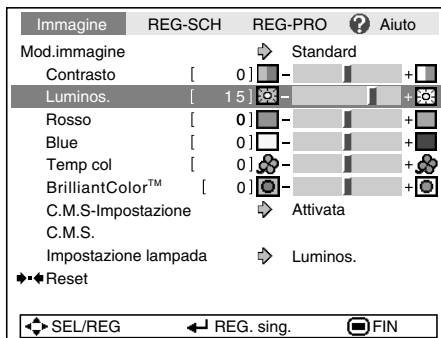 Immagine REG-SCH REG-PRO ? Aiuto
Mod.immagine Standard
Contrasto [ 0 ] - +
Luminos. [ 15 ] - +
Rosso [ 0 ] - +
Blue [ 0 ] - +
Temp col [ 0 ] - +
BrilliantColor™ [ 0 ] - +
C.M.S-Impostazione Attivata
C.M.S.
Impostazione lampada Luminos.
Reset
SEL/REG REG. sing. FIN